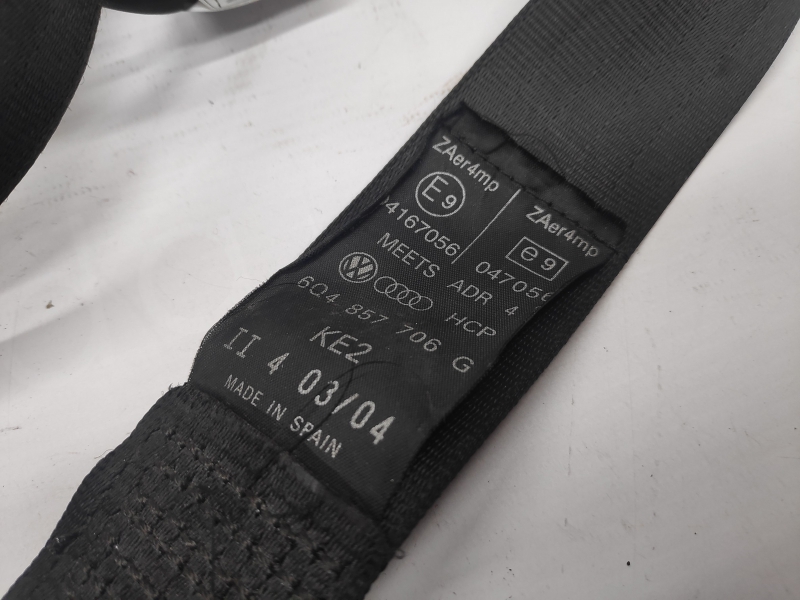 ZAer4mp
E9
04167056
ZAer4mp
e9
047056
MEETS ADR 4
HCP
6Q4 857 706 G
KE2
II 4 03/04
MADE IN SPAIN